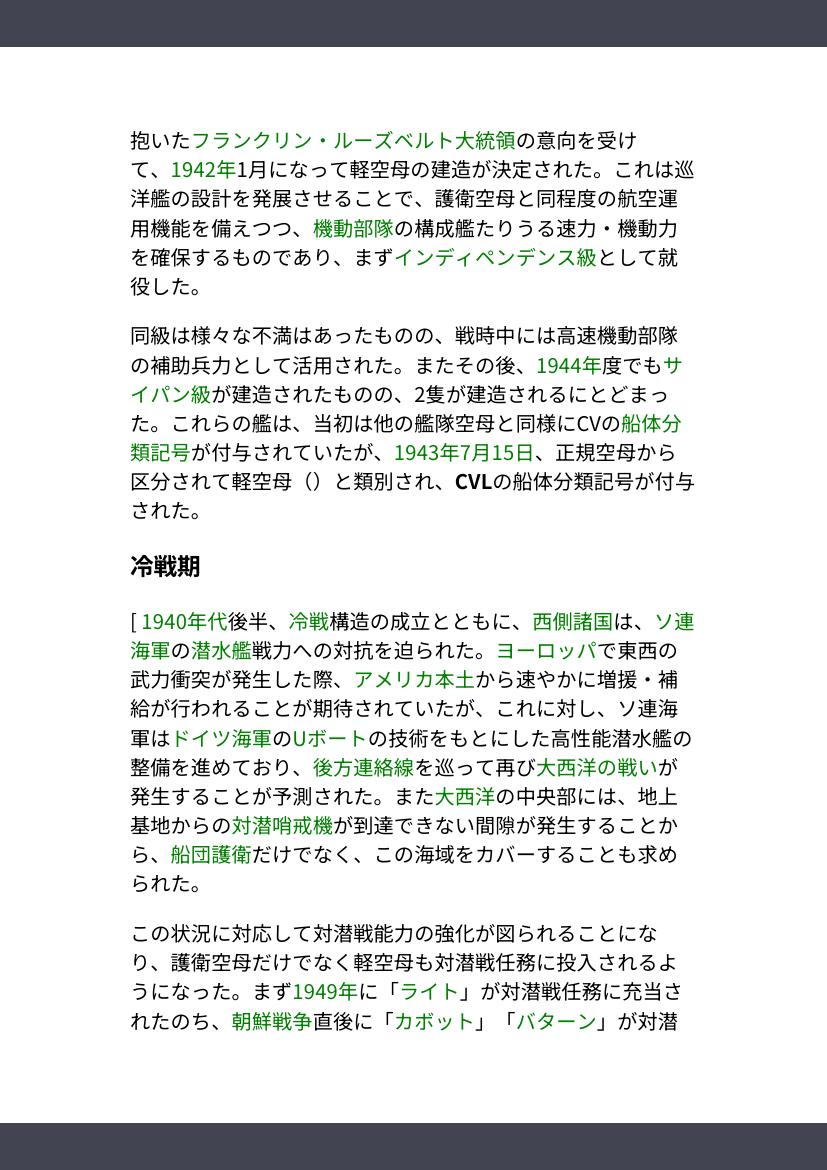 抱いたフランクリン・ルーズベルト大統領の意向を受け
て、1942年1月になって軽空母の建造が決定された。これは巡
洋艦の設計を発展させることで、護衛空母と同程度の航空運
用機能を備えつつ、機動部隊の構成艦たりうる速力・機動力
を確保するものであり、まずインディペンデンス級として就
役した。
同級は様々な不満はあったものの、戦時中には高速機動部隊
の補助兵力として活用された。またその後、1944年度でもサ
イパン級が建造されたものの、2隻が建造されるにとどまっ
た。これらの艦は、当初は他の艦隊空母と同様にCVの船体分
類記号が付与されていたが、1943年7月15日、正規空母から
区分されて軽空母（）と類別され、CVLの船体分類記号が付与
された。
冷戦期
[ 1940年代後半、冷戦構造の成立とともに、西側諸国は、ソ連
海軍の潜水艦戦力への対抗を迫られた。ヨーロッパで東西の
武力衝突が発生した際、アメリカ本土から速やかに増援・補
給が行われることが期待されていたが、これに対し、ソ連海
軍はドイツ海軍のUボートの技術をもとにした高性能潜水艦の
整備を進めており、後方連絡線を巡って再び大西洋の戦いが
発生することが予測された。また大西洋の中央部には、地上
基地からの対潜哨戒機が到達できない間隙が発生することか
ら、船団護衛だけでなく、この海域をカバーすることも求め
られた。
この状況に対応して対潜戦能力の強化が図られることにな
り、護衛空母だけでなく軽空母も対潜戦任務に投入されるよ
うになった。まず1949年に「ライト」が対潜戦任務に充当さ
れたのち、朝鮮戦争直後に「カボット」「バターン」が対潜